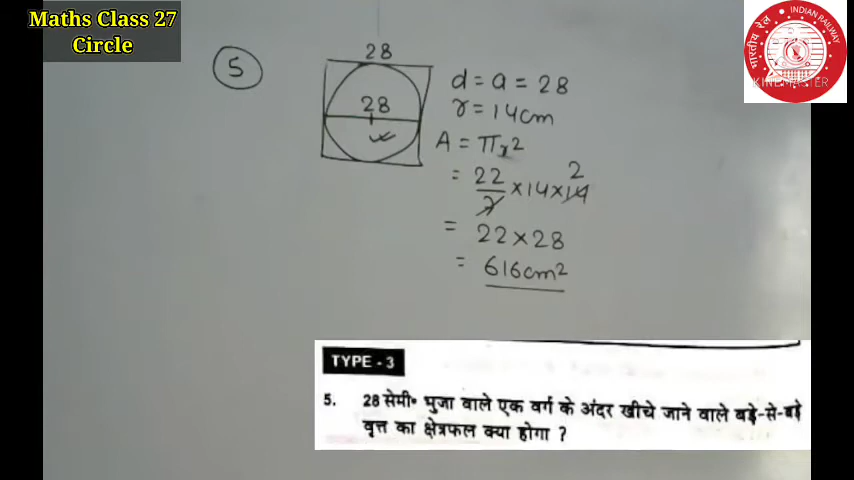 Maths Class 27
Circle
भारतीय रेल INDIAN RAILWAY
KINEMASTER
5
28
28
d = a = 28
r = 14cm
A = πr2
= 22/7 × 14 × 14 2
= 22 × 28
= 616cm2
TYPE - 3
5. 28 सेमी॰ भुजा वाले एक वर्ग के अंदर खीचे जाने वाले बड़े-से-बड़े
वृत्त का क्षेत्रफल क्या होगा ?